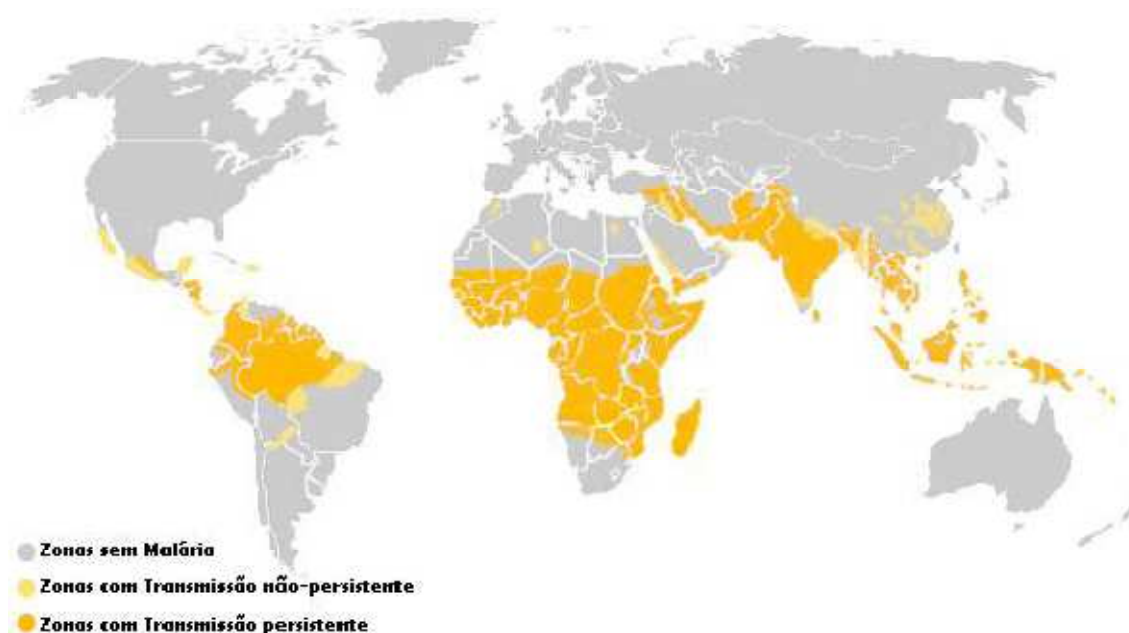 Zonas sem Malária
Zonas com Transmissão não-persistente
Zonas com Transmissão persistente